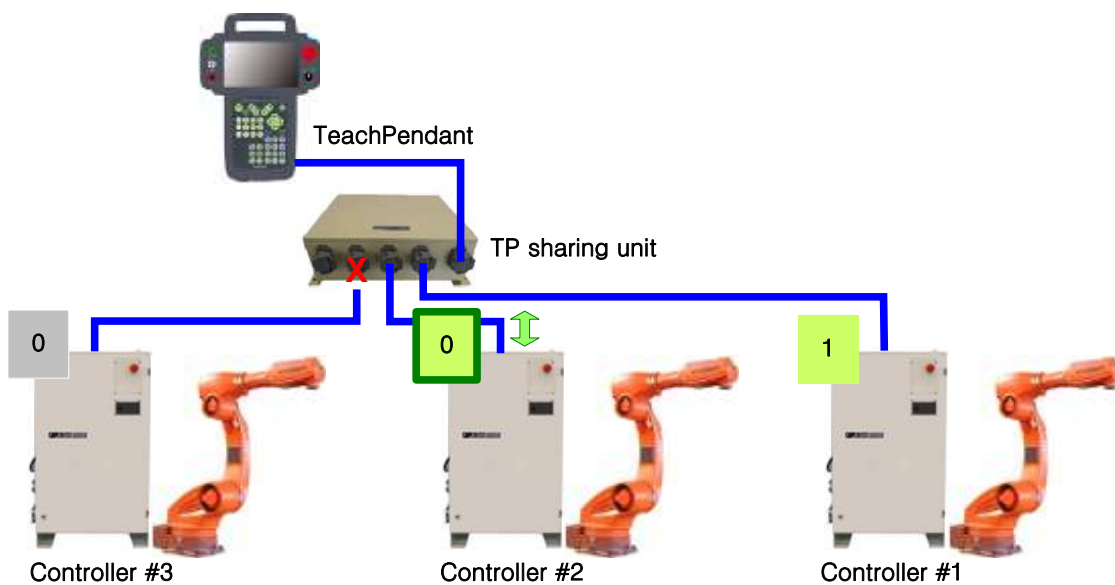 TeachPendant
TP sharing unit
X
0
0
1
Controller #3
Controller #2
Controller #1